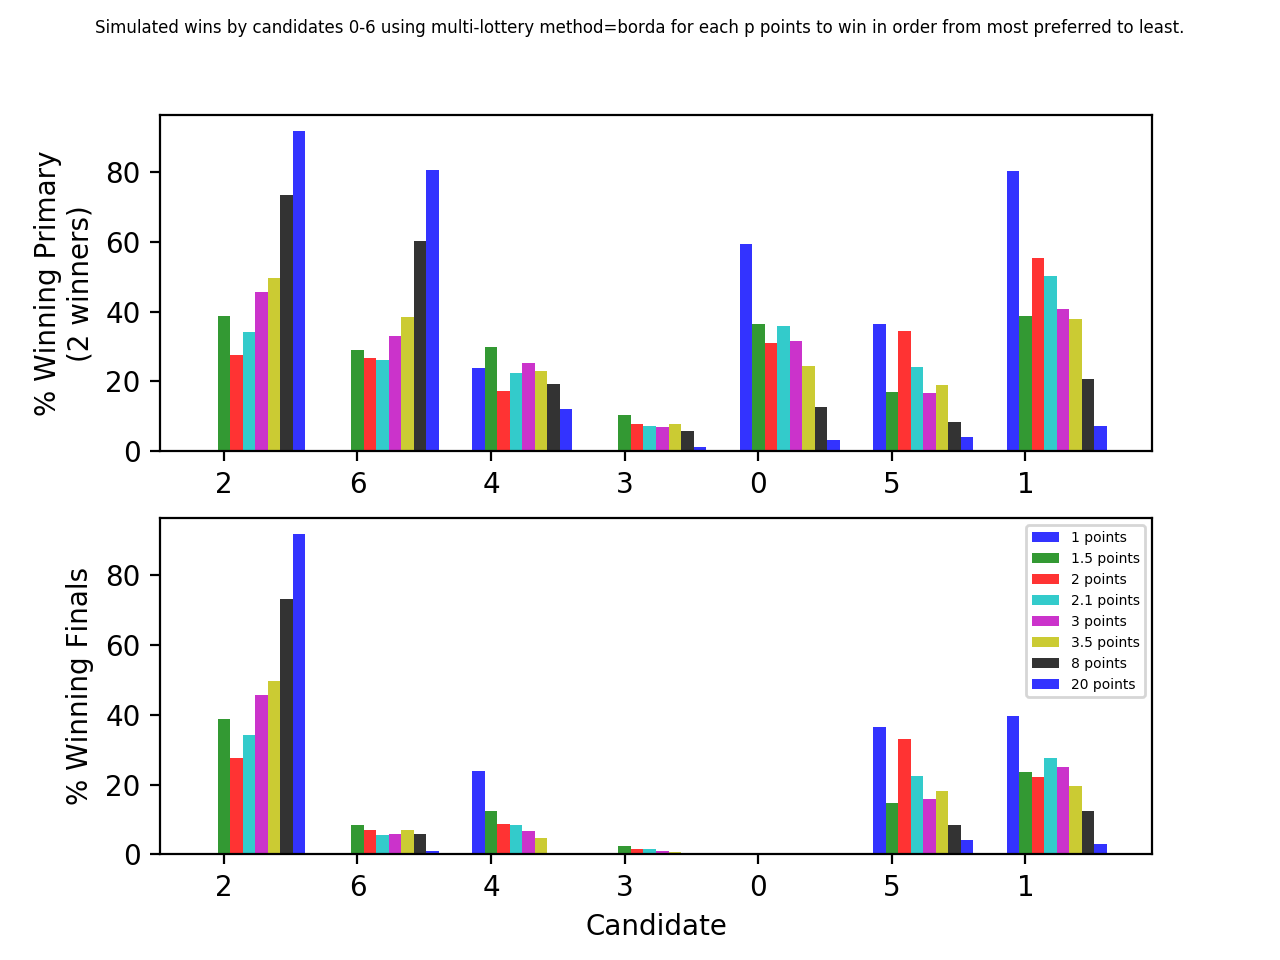 Simulated wins by candidates 0-6 using multi-lottery method=borda for each p points to win in order from most preferred to least.
% Winning Primary
(2 winners)
80
60
40
20
0
2 6 4 3 0 5 1
% Winning Finals
80
60
40
20
0
1 points
1.5 points
2 points
2.1 points
3 points
3.5 points
8 points
20 points
2 6 4 3 0 5 1
Candidate